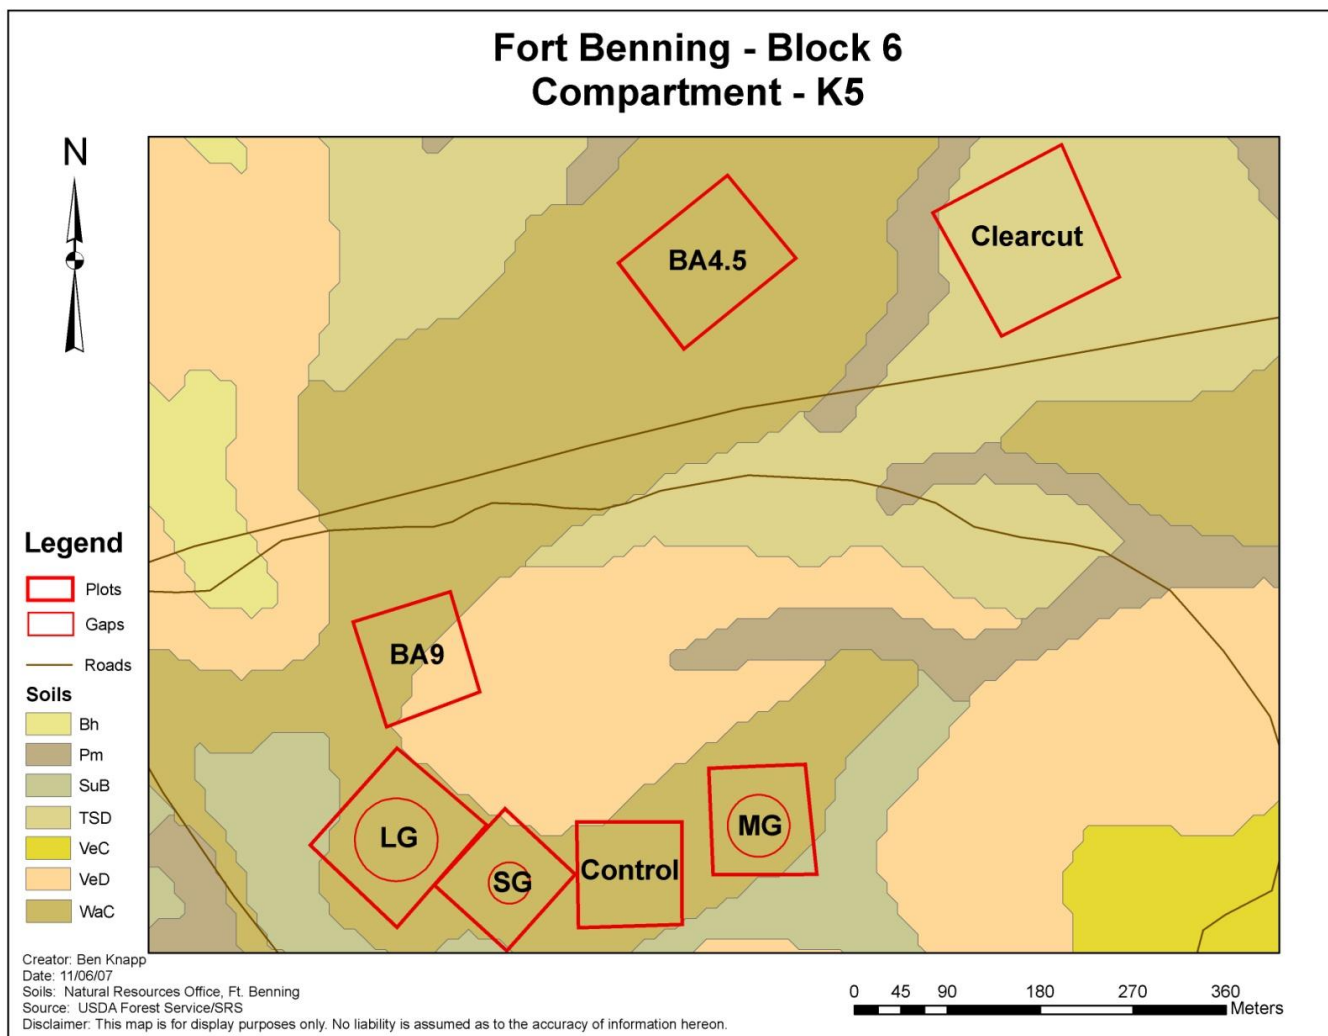 Fort Benning - Block 6
Compartment - K5
N
Clearcut
BA4.5
BA9
LG
SG
Control
MG
Legend
Plots
Gaps
Roads
Soils
Bh
Pm
SuB
TSD
VeC
VeD
WaC
Creator: Ben Knapp
Date: 11/06/07
Soils: Natural Resources Office, Ft. Benning
Source: USDA Forest Service/SRS
Disclaimer: This map is for display purposes only. No liability is assumed as to the accuracy of information hereon.
0 45 90 180 270 360
Meters